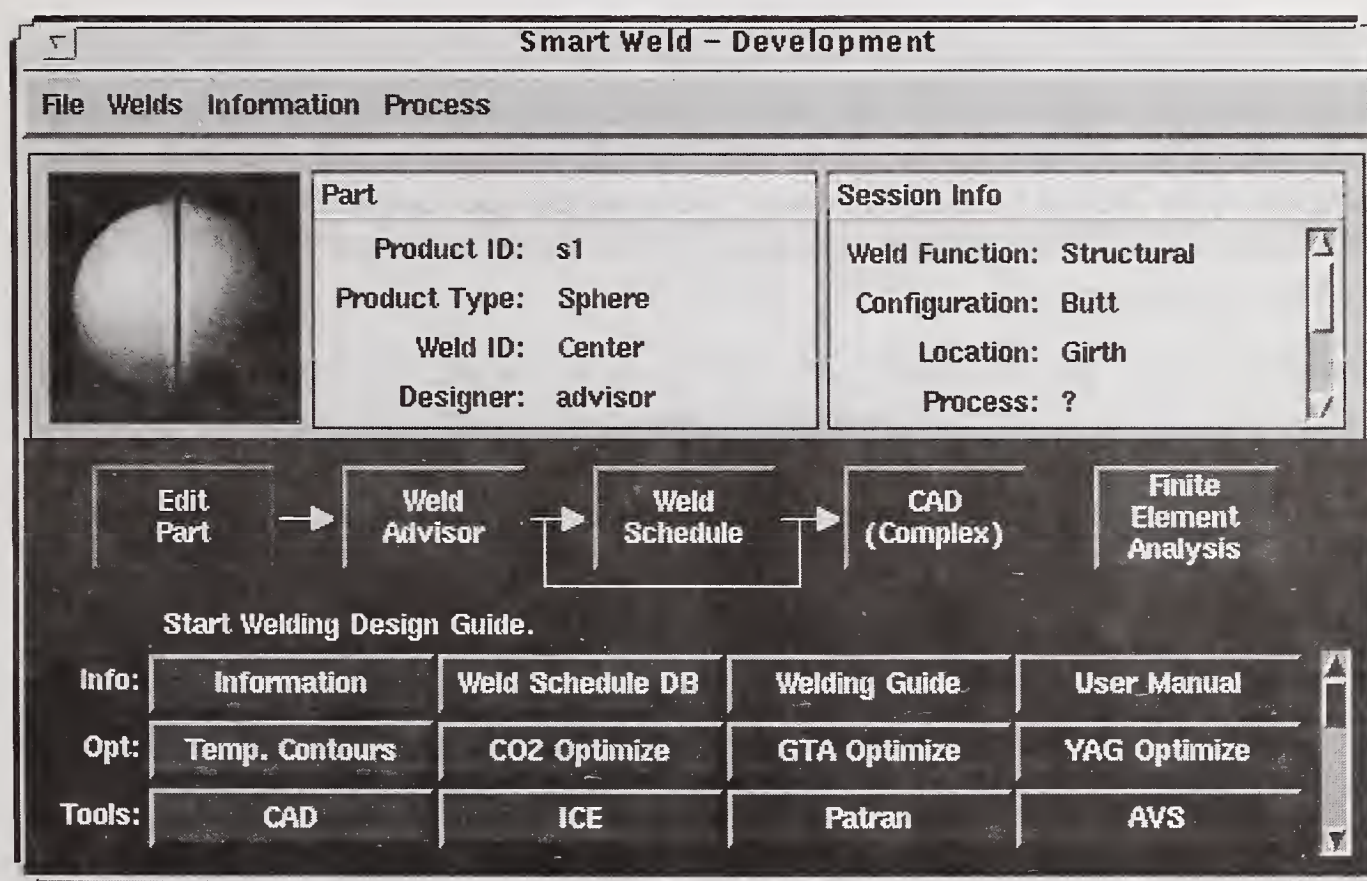 Smart Weld – Development
File Welds Information Process
Part
Product ID: s1
Product Type: Sphere
Weld ID: Center
Designer: advisor
Session Info
Weld Function: Structural
Configuration: Butt
Location: Girth
Process: ?
Edit
Part
Weld
Advisor
Weld
Schedule
CAD
(Complex)
Finite
Element
Analysis
Start Welding Design Guide.
Info: Information Weld Schedule DB Welding Guide User Manual
Opt: Temp. Contours CO2 Optimize GTA Optimize YAG Optimize
Tools: CAD ICE Patran AVS